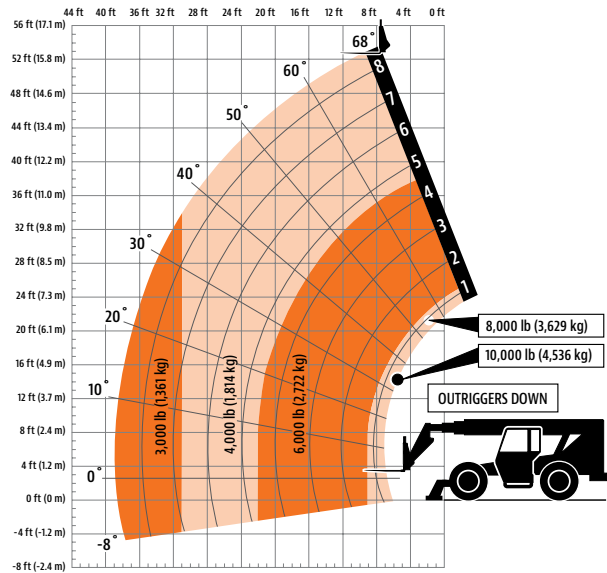 44 ft 40 ft 36 ft 32 ft 28 ft 24 ft 20 ft 16 ft 12 ft 8 ft 4 ft 0 ft
56 ft (17.1 m)
52 ft (15.8 m)
48 ft (14.6 m)
44 ft (13.4 m)
40 ft (12.2 m)
36 ft (11.0 m)
32 ft (9.8 m)
28 ft (8.5 m)
24 ft (7.3 m)
20 ft (6.1 m)
16 ft (4.9 m)
12 ft (3.7 m)
8 ft (2.4 m)
4 ft (1.2 m)
0 ft (0 m)
-4 ft (-1.2 m)
-8 ft (-2.4 m)
68°
60°
50°
40°
30°
20°
10°
0°
-8°
8
7
6
5
4
3
2
1
3,000 lb (1,361 kg)
4,000 lb (1,814 kg)
6,000 lb (2,722 kg)
8,000 lb (3,629 kg)
10,000 lb (4,536 kg)
OUTRIGGERS DOWN